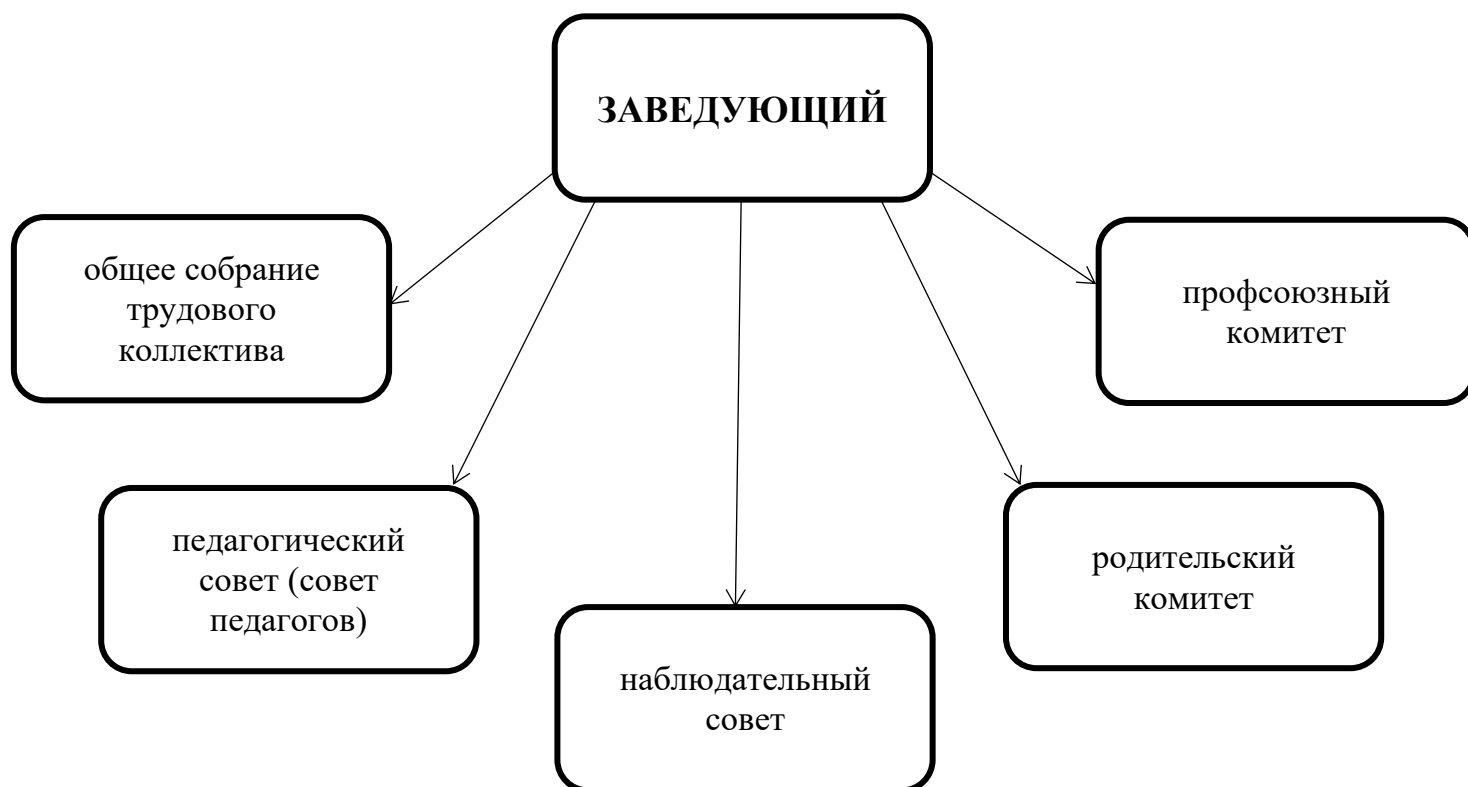 ЗАВЕДУЮЩИЙ
общее собрание
трудового
коллектива
профсоюзный
комитет
педагогический
совет (совет
педагогов)
родительский
комитет
наблюдательный
совет